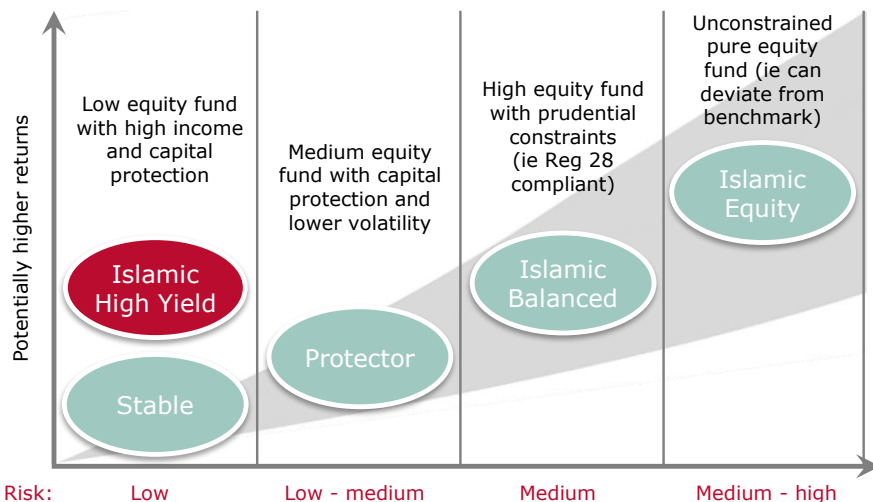 Potentially higher returns
Low equity fund
with high income
and capital
protection
Islamic
High Yield
Stable
Medium equity
fund with capital
protection and
lower volatility
Protector
High equity fund
with prudential
constraints
(ie Reg 28
compliant)
Islamic
Balanced
Unconstrained
pure equity
fund (ie can
deviate from
benchmark)
Islamic
Equity
Risk: Low Low - medium Medium Medium - high